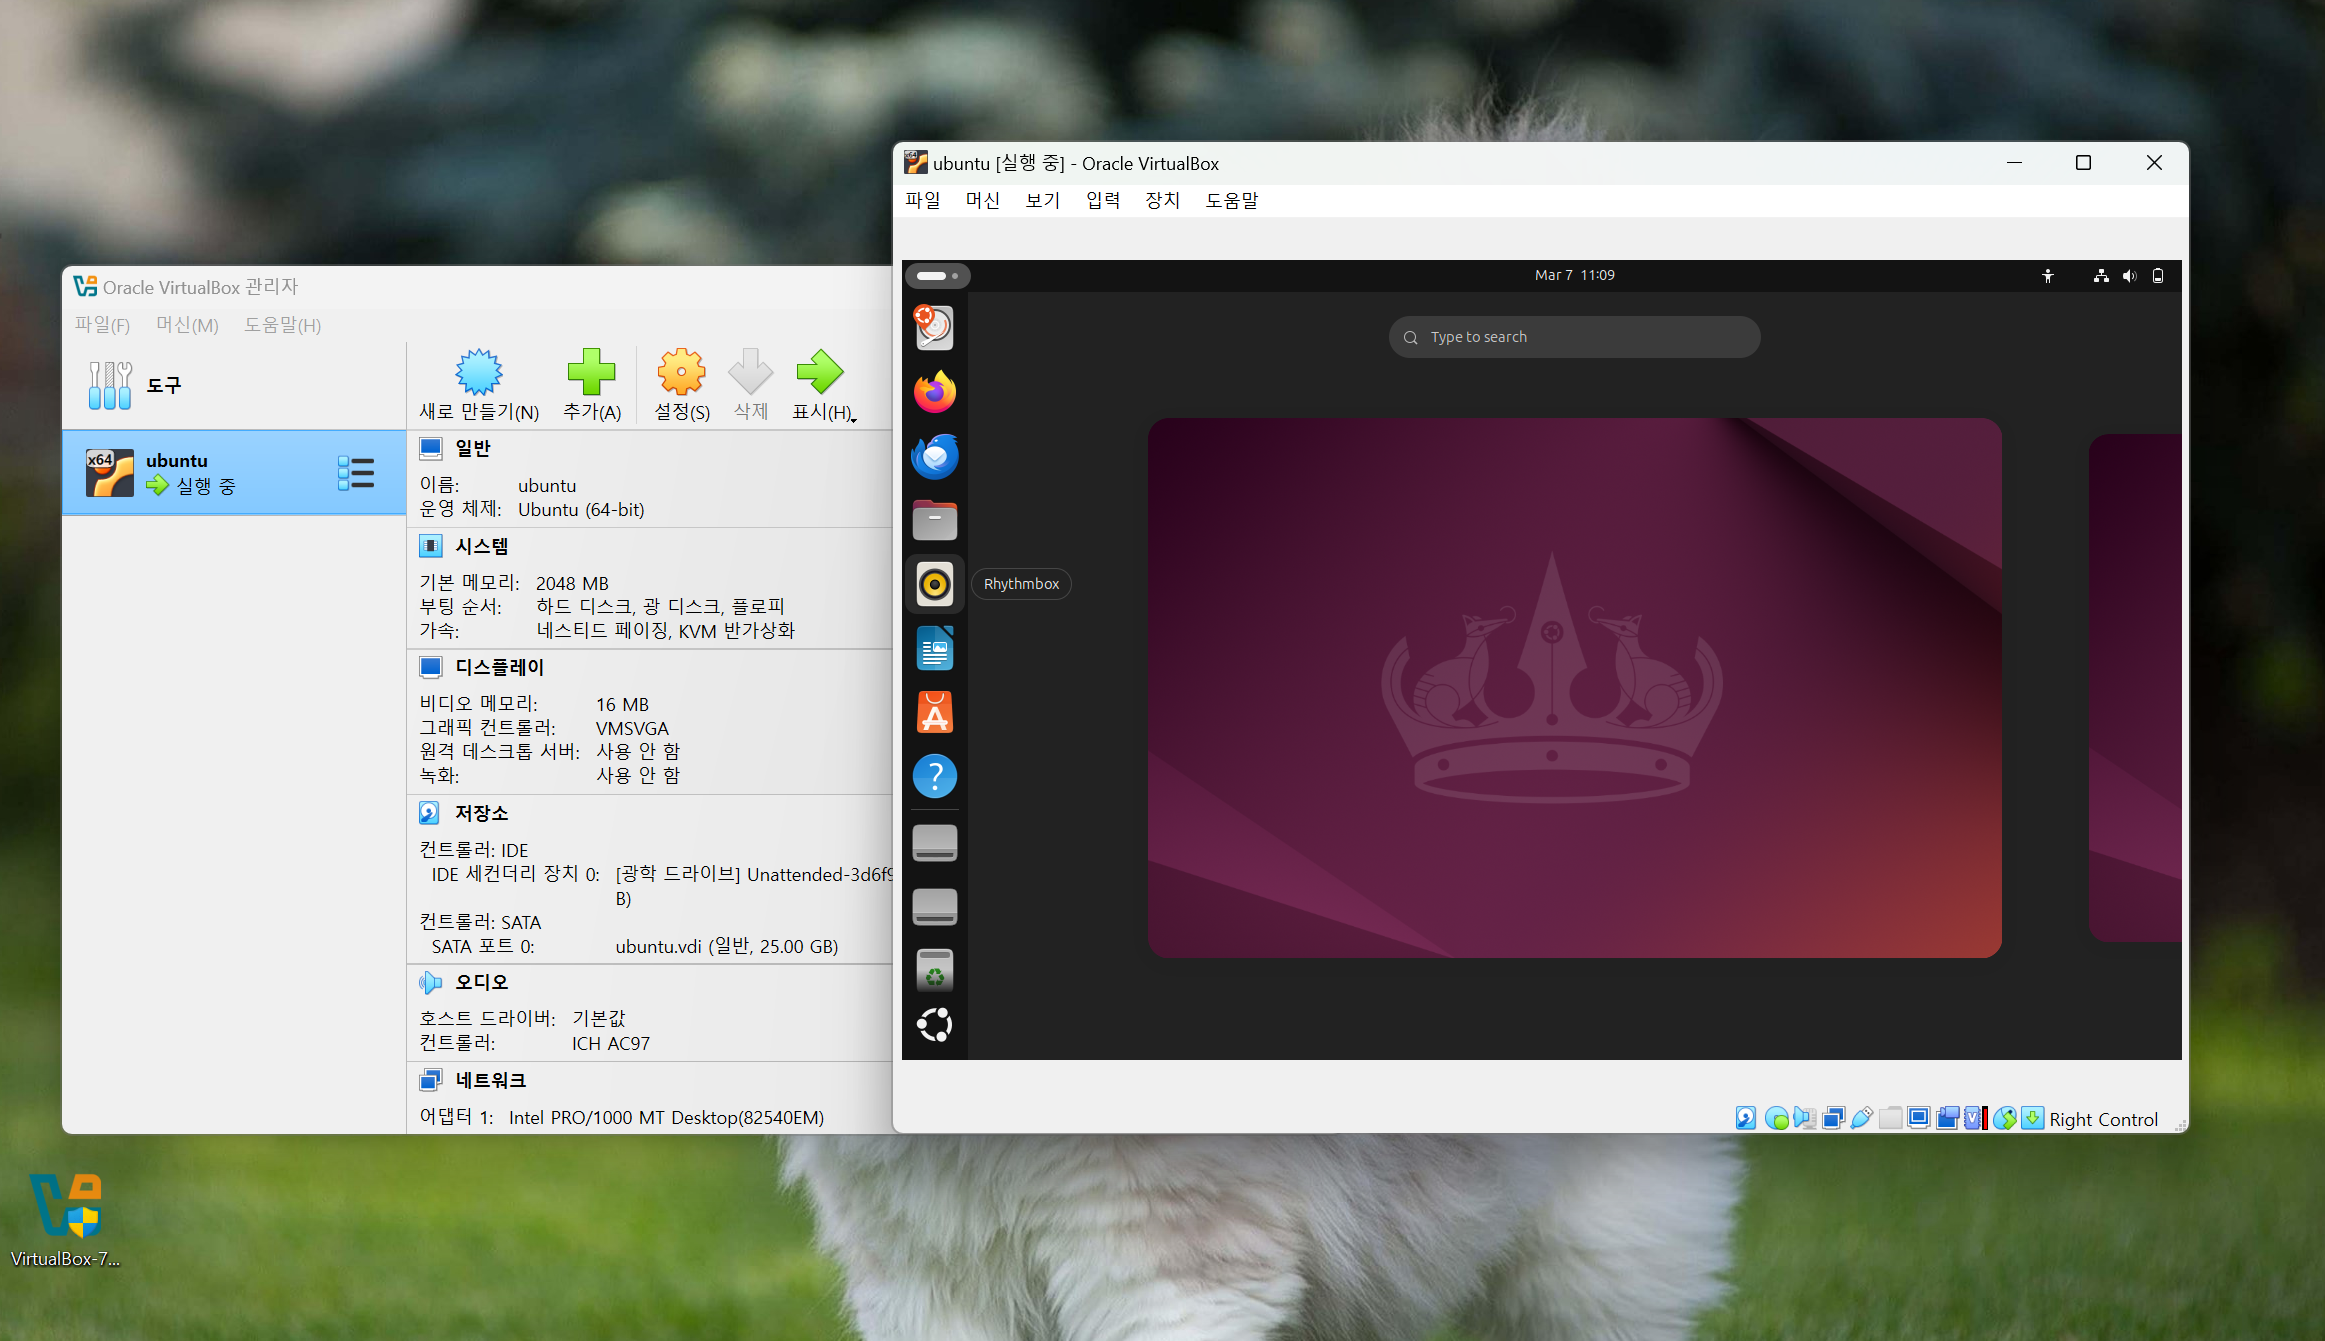 Oracle VirtualBox 관리자
파일(F) 머신(M) 도움말(H)
도구
x64
ubuntu
실행 중
새로 만들기(N) 추가(A) 설정(S) 삭제 표시(H)
일반
이름: ubuntu
운영 체제: Ubuntu (64-bit)
시스템
기본 메모리: 2048 MB
부팅 순서: 하드 디스크, 광 디스크, 플로피
가속: 네스티드 페이징, KVM 반가상화
디스플레이
비디오 메모리: 16 MB
그래픽 컨트롤러: VMSVGA
원격 데스크톱 서버: 사용 안 함
녹화: 사용 안 함
저장소
컨트롤러: IDE
IDE 세컨더리 장치 0: [광학 드라이브] Unattended-3d6f9
B)
컨트롤러: SATA
SATA 포트 0: ubuntu.vdi (일반, 25.00 GB)
오디오
호스트 드라이버: 기본값
컨트롤러: ICH AC97
네트워크
어댑터 1: Intel PRO/1000 MT Desktop(82540EM)
ubuntu [실행 중] - Oracle VirtualBox
파일 머신 보기 입력 장치 도움말
Mar 7 11:09
Type to search
Rhythmbox
Right Control
VirtualBox-7...